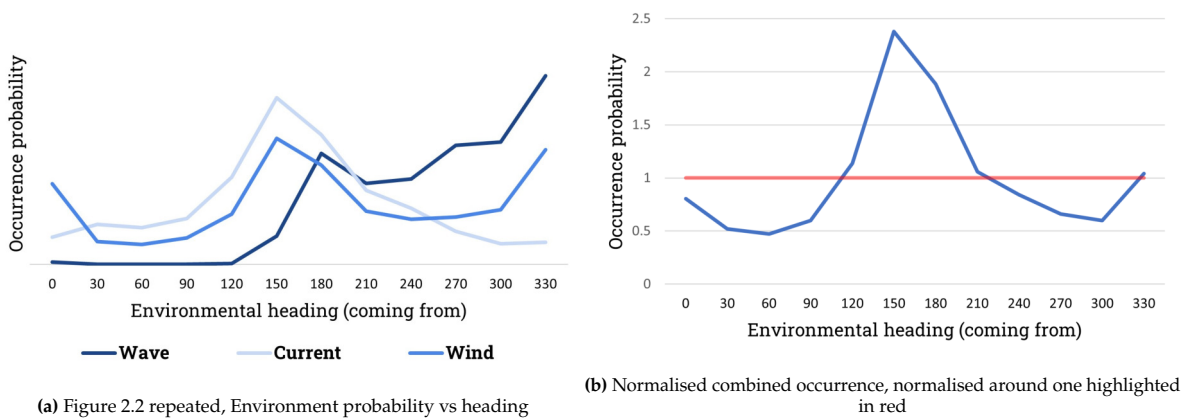 Occurrence probability
0 30 60 90 120 150 180 210 240 270 300 330
Environmental heading (coming from)
Wave Current Wind
(a) Figure 2.2 repeated, Environment probability vs heading
2.5
2
1.5
1
0.5
0
Occurrence probability
0 30 60 90 120 150 180 210 240 270 300 330
Environmental heading (coming from)
(b) Normalised combined occurrence, normalised around one highlighted
in red